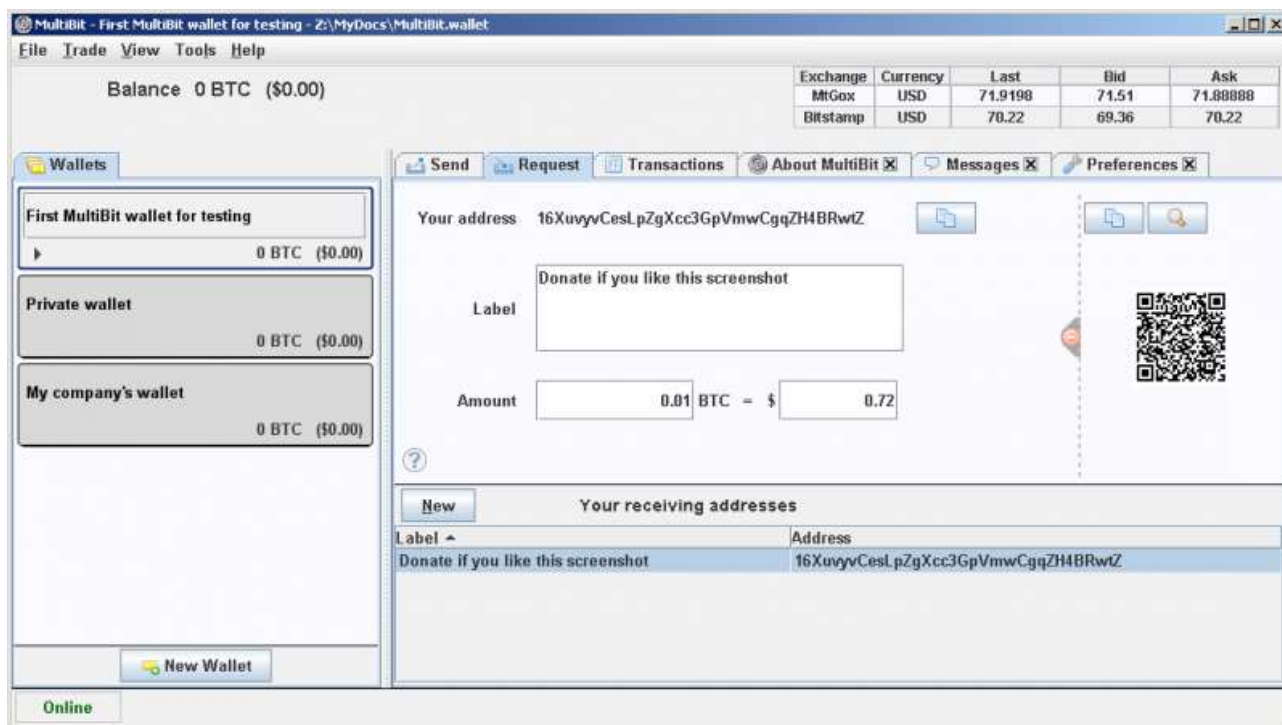 MultiBit - First MultiBit wallet for testing - Z:\MyDocs\MultiBit.wallet
File Trade View Tools Help
Balance 0 BTC ($0.00)
Exchange Currency Last Bid Ask
MtGox USD 71.9198 71.51 71.88888
Bitstamp USD 70.22 69.36 70.22
Wallets
Send Request Transactions About MultiBit Messages Preferences
First MultiBit wallet for testing
0 BTC ($0.00)
Private wallet
0 BTC ($0.00)
My company's wallet
0 BTC ($0.00)
New Wallet
Your address 16XuvyvCesLpZgXcc3GpVmwCgqZH4BRwtZ
Label Donate if you like this screenshot
Amount 0.01 BTC = $ 0.72
?
New Your receiving addresses
Label Address
Donate if you like this screenshot 16XuvyvCesLpZgXcc3GpVmwCgqZH4BRwtZ
Online